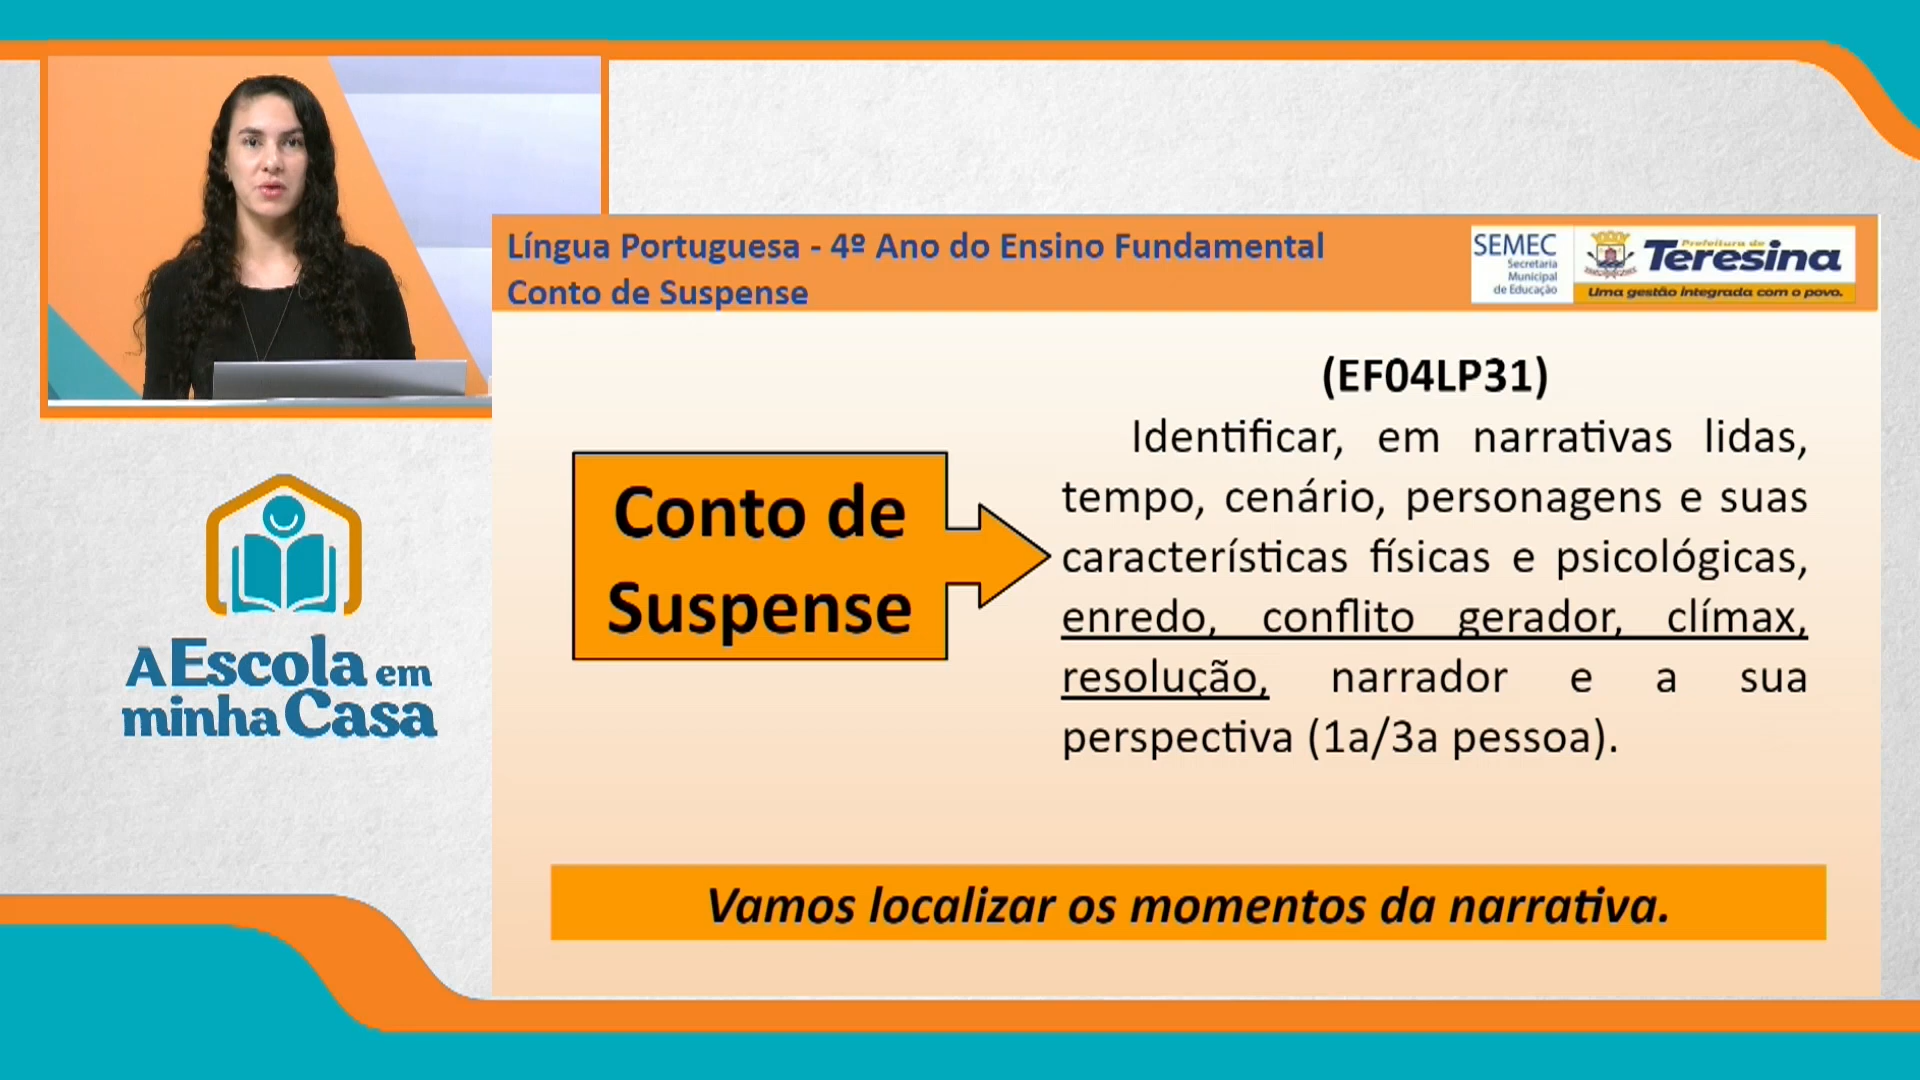 Língua Portuguesa - 4º Ano do Ensino Fundamental
Conto de Suspense
SEMEC
Secretaria
Municipal
de Educação
Prefeitura de
Teresina
Uma gestão integrada com o povo.
(EF04LP31)
Identificar, em narrativas lidas,
tempo, cenário, personagens e suas
características físicas e psicológicas,
enredo, conflito gerador, clímax,
resolução, narrador e a sua
perspectiva (1a/3a pessoa).
Conto de
Suspense
A Escola em
minha Casa
Vamos localizar os momentos da narrativa.